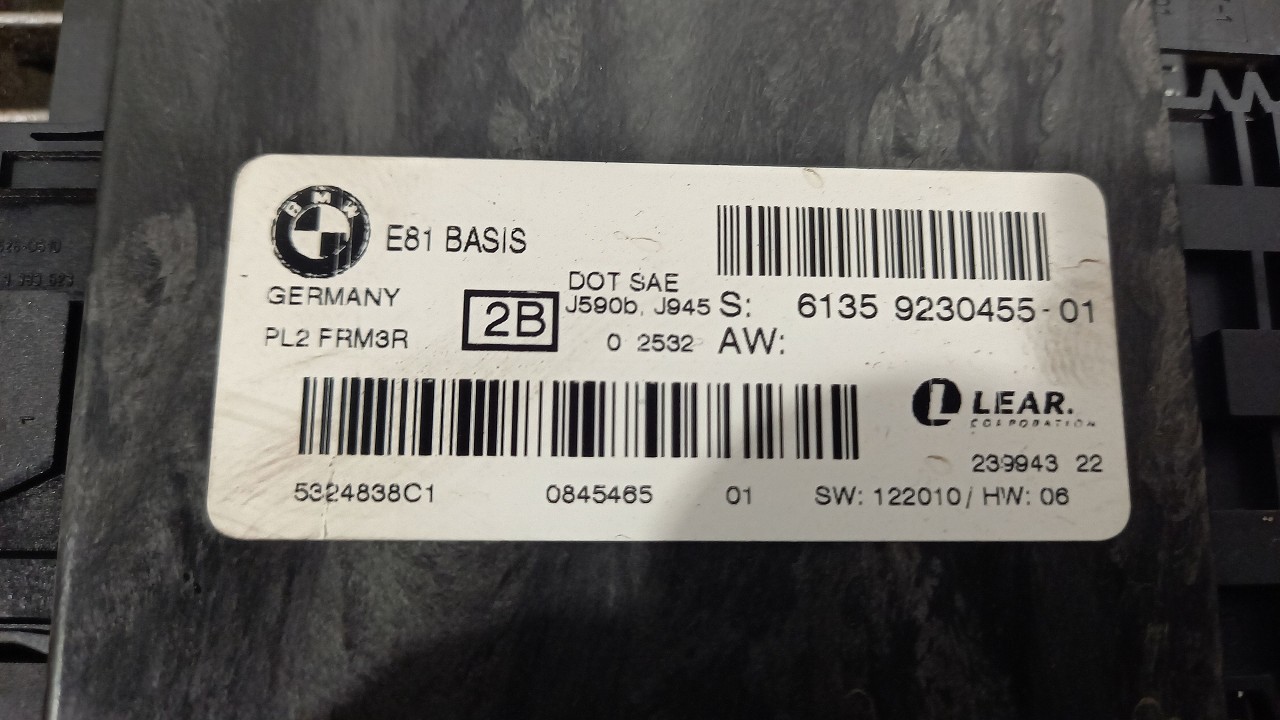 BMW
E81 BASIS
GERMANY
PL2 FRM3R
2B
DOT SAE
J590b, J945
0 2532
S: 6135 9230455-01
AW:
LEAR.
CORPORATION
239943 22
5324838C1 0845465 01 SW: 122010/ HW: 06
1